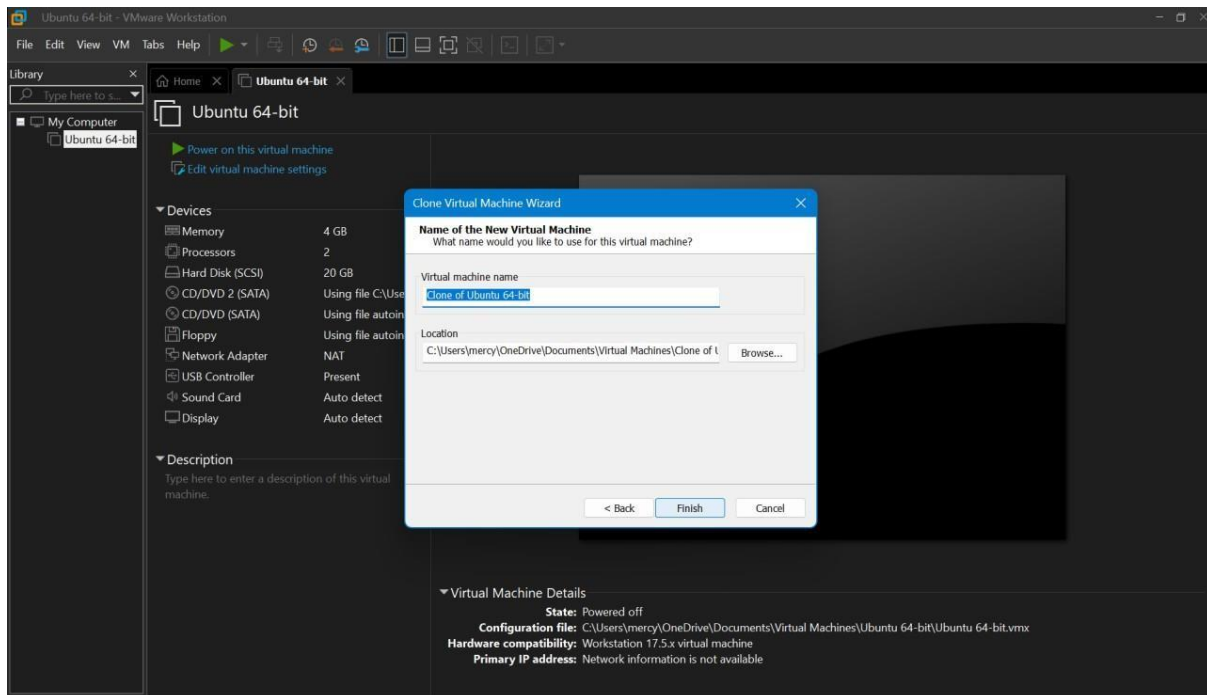 Ubuntu 64-bit - VMware Workstation
File Edit View VM Tabs Help
Library
Type here to s...
My Computer
Ubuntu 64-bit
Home
Ubuntu 64-bit
Ubuntu 64-bit
Power on this virtual machine
Edit virtual machine settings
Devices
Memory 4 GB
Processors 2
Hard Disk (SCSI) 20 GB
CD/DVD 2 (SATA) Using file C:\Use
CD/DVD (SATA) Using file autoin
Floppy Using file autoin
Network Adapter NAT
USB Controller Present
Sound Card Auto detect
Display Auto detect
Description
Type here to enter a description of this virtual
machine.
Clone Virtual Machine Wizard
Name of the New Virtual Machine
What name would you like to use for this virtual machine?
Virtual machine name
Clone of Ubuntu 64-bit
Location
C:\Users\mercy\OneDrive\Documents\Virtual Machines\Clone of U
Browse...
< Back Finish Cancel
Virtual Machine Details
State: Powered off
Configuration file: C:\Users\mercy\OneDrive\Documents\Virtual Machines\Ubuntu 64-bit\Ubuntu 64-bit.vmx
Hardware compatibility: Workstation 17.5.x virtual machine
Primary IP address: Network information is not available